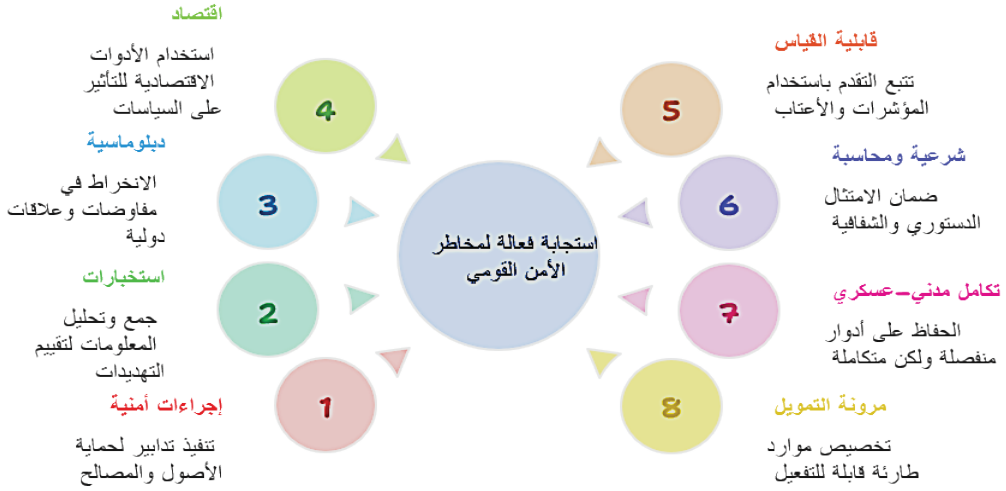 اقتصاد
استخدام الأدوات
الاقتصادية للتأثير
على السياسات
4
دبلوماسية
الانخراط في
مفاوضات وعلاقات
دولية
3
استخبارات
جمع وتحليل
المعلومات لتقييم
التهديدات
2
إجراءات أمنية
تنفيذ تدابير لحماية
الأصول والمصالح
1
استجابة فعالة لمخاطر
الأمن القومي
قابلية القياس
تتبع التقدم باستخدام
المؤشرات والأعتاب
5
شرعية ومحاسبة
ضمان الامتثال
الدستوري والشفافية
6
تكامل مدني–عسكري
الحفاظ على أدوار
منفصلة ولكن متكاملة
7
مرونة التمويل
تخصيص موارد
طارئة قابلة للتفعيل
8